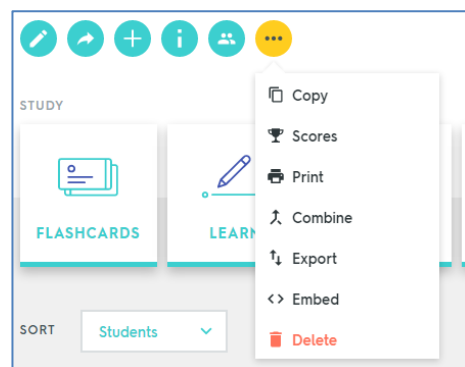 STUDY
FLASHCARDS
LEARN
SORT
Students
Copy
Scores
Print
Combine
Export
Embed
Delete